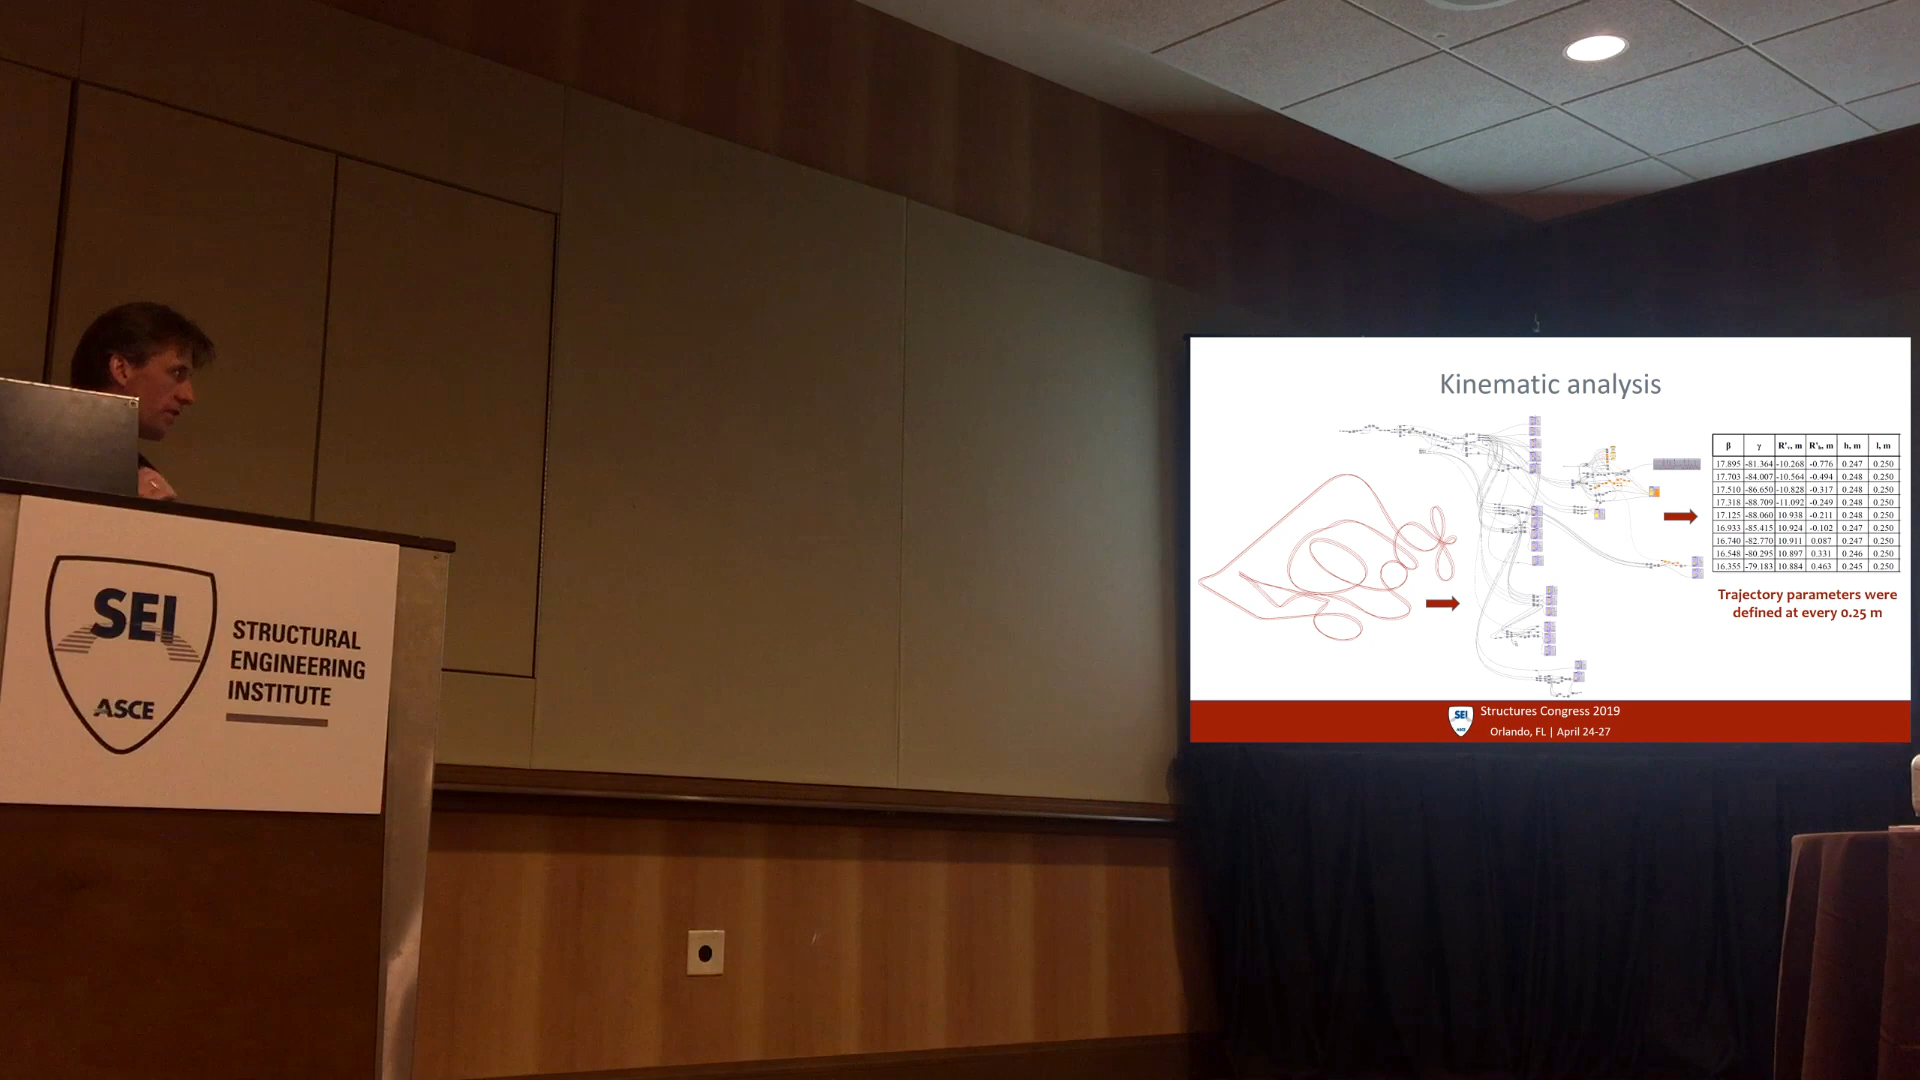 SEI
ASCE
STRUCTURAL
ENGINEERING
INSTITUTE
Kinematic analysis
β γ R'ᵥ, m R'ₕ, m h, m l, m
17.895 -81.364 -10.268 -0.776 0.247 0.250
17.703 -84.007 -10.564 -0.494 0.248 0.250
17.510 -86.650 -10.828 -0.317 0.248 0.250
17.318 -88.709 -11.092 -0.249 0.248 0.250
17.125 -88.060 10.938 -0.211 0.248 0.250
16.933 -85.415 10.924 -0.102 0.247 0.250
16.740 -82.770 10.911 0.087 0.247 0.250
16.548 -80.295 10.897 0.331 0.246 0.250
16.355 -79.183 10.884 0.463 0.245 0.250
Trajectory parameters were
defined at every 0.25 m
SEI
ASCE
Structures Congress 2019
Orlando, FL | April 24-27